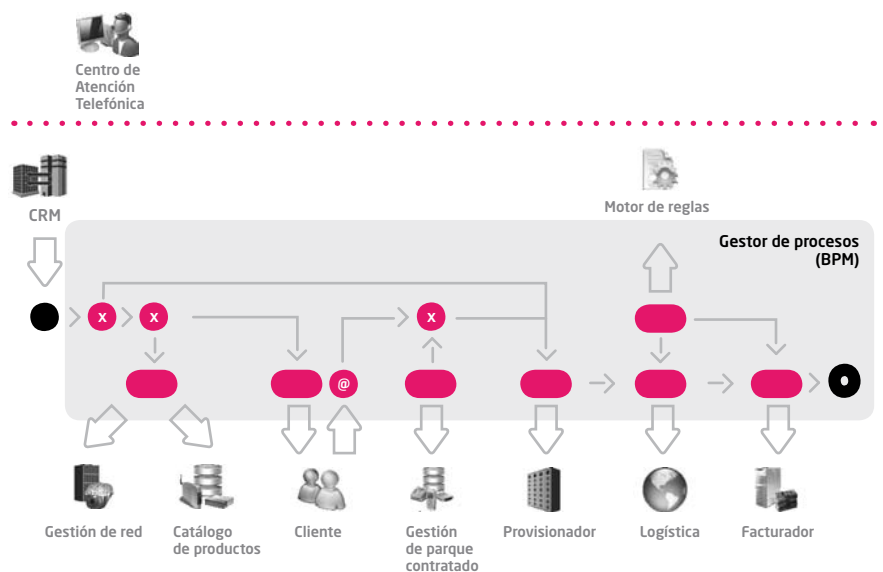 Centro de
Atención
Telefónica
CRM
Motor de reglas
Gestor de procesos
(BPM)
x
x
x
@
Gestión de red
Catálogo
de productos
Cliente
Gestión
de parque
contratado
Provisionador
Logística
Facturador